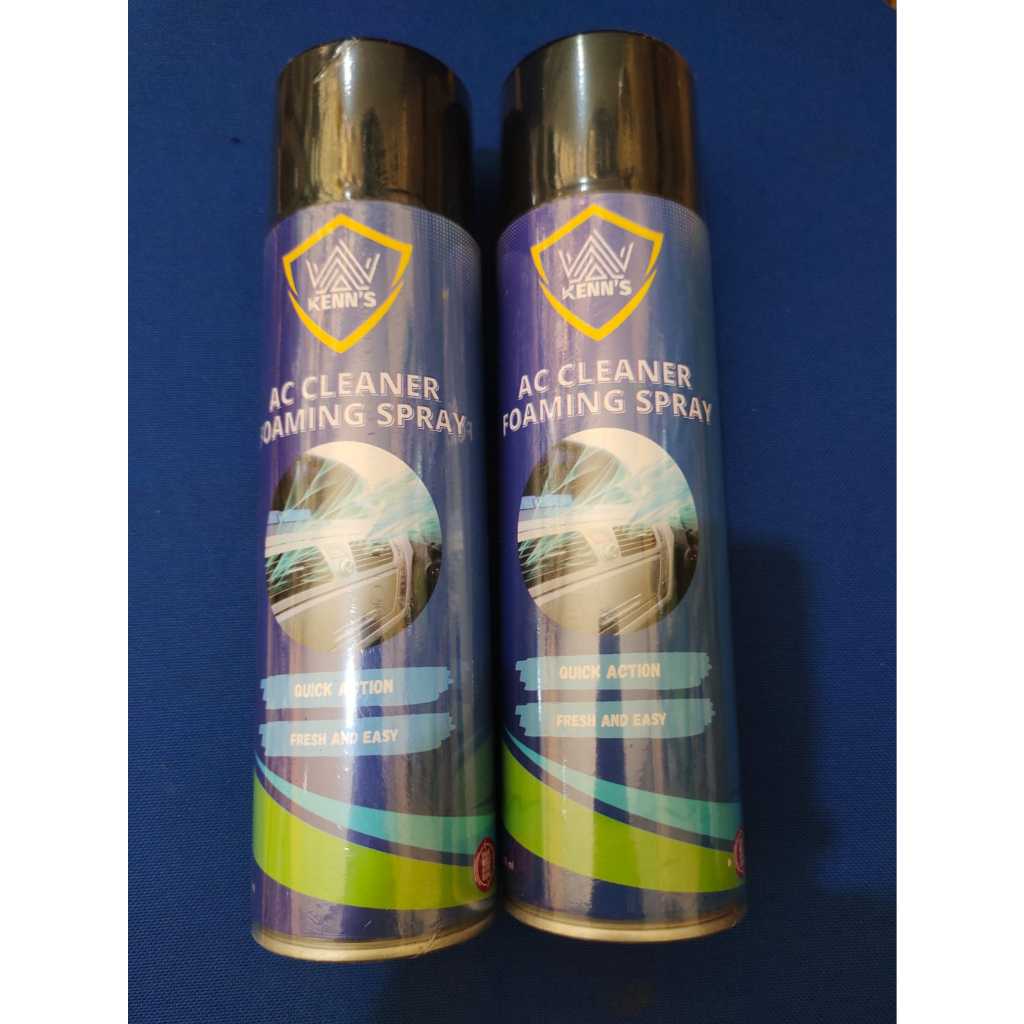 KENN'S
AC CLEANER
FOAMING SPRAY
QUICK ACTION
FRESH AND EASY
KENN'S
AC CLEANER
FOAMING SPRAY
QUICK ACTION
FRESH AND EASY
ml